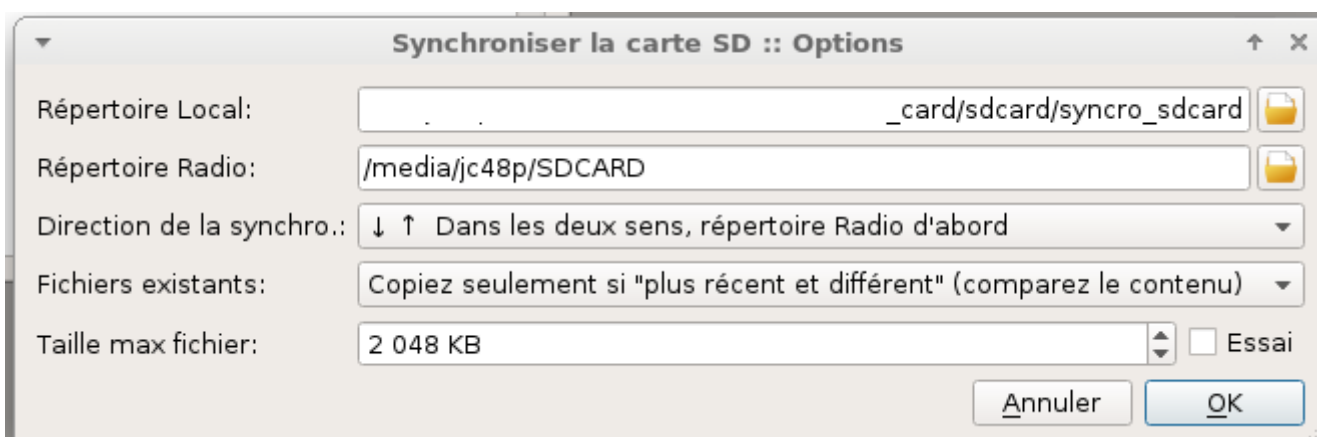 Synchroniser la carte SD :: Options
Répertoire Local: _card/sdcard/syncro_sdcard
Répertoire Radio: /media/jc48p/SDCARD
Direction de la synchro.: ↓ ↑ Dans les deux sens, répertoire Radio d'abord
Fichiers existants: Copiez seulement si "plus récent et différent" (comparez le contenu)
Taille max fichier: 2 048 KB Essai
Annuler OK